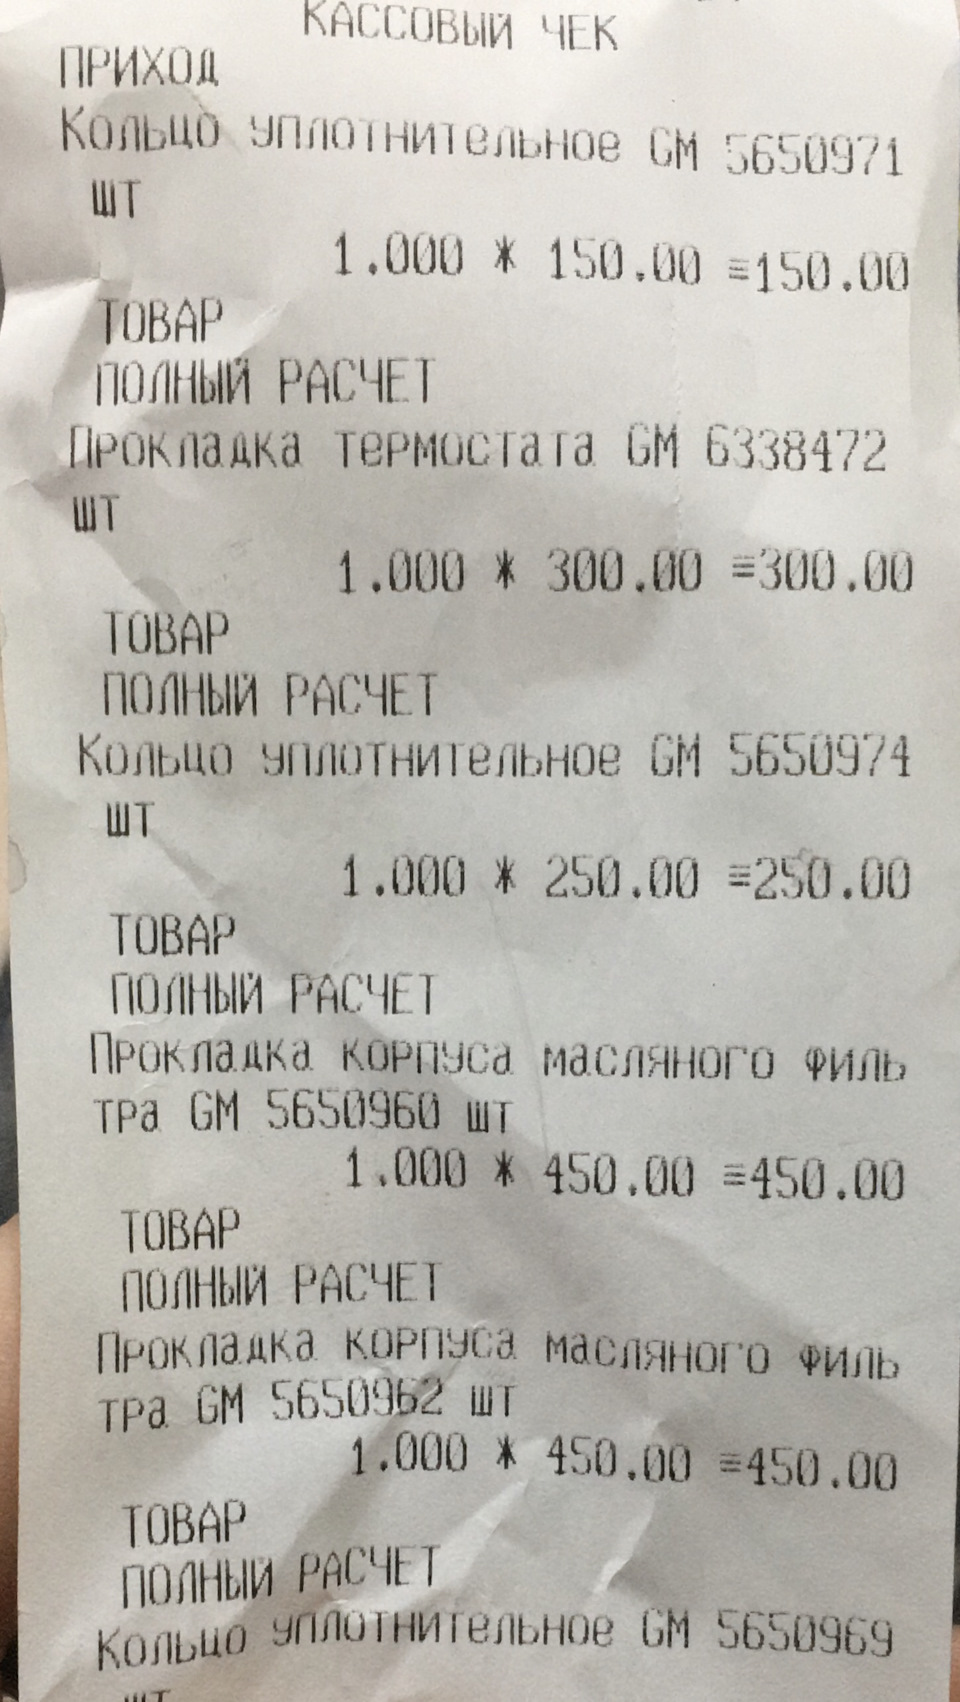 КАССОВЫЙ ЧЕК
ПРИХОД
Кольцо уплотнительное GM 5650971
шт
1.000 * 150.00 ≡150.00
ТОВАР
ПОЛНЫЙ РАСЧЕТ
Прокладка термостата GM 6338472
шт
1.000 * 300.00 ≡300.00
ТОВАР
ПОЛНЫЙ РАСЧЕТ
Кольцо уплотнительное GM 5650974
шт
1.000 * 250.00 ≡250.00
ТОВАР
ПОЛНЫЙ РАСЧЕТ
Прокладка корпуса масляного филь
тра GM 5650960 шт
1.000 * 450.00 ≡450.00
ТОВАР
ПОЛНЫЙ РАСЧЕТ
Прокладка корпуса масляного филь
тра GM 5650962 шт
1.000 * 450.00 ≡450.00
ТОВАР
ПОЛНЫЙ РАСЧЕТ
Кольцо уплотнительное GM 5650969
шт